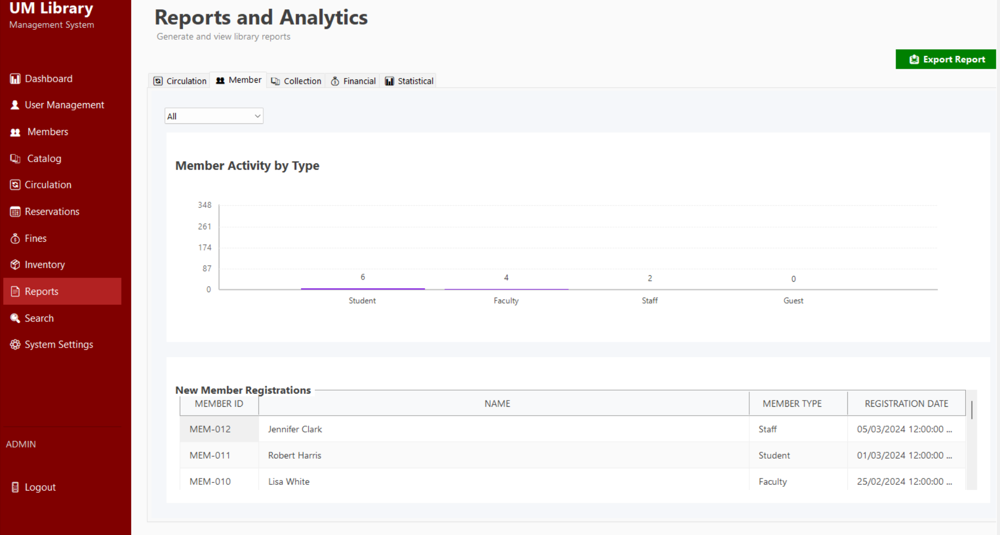 UM Library
Management System
Dashboard
User Management
Members
Catalog
Circulation
Reservations
Fines
Inventory
Reports
Search
System Settings
ADMIN
Logout
Reports and Analytics
Generate and view library reports
Export Report
Circulation Member Collection Financial Statistical
All
Member Activity by Type
348
261
174
87
0
6 4 2 0
Student Faculty Staff Guest
New Member Registrations
MEMBER ID NAME MEMBER TYPE REGISTRATION DATE
MEM-012 Jennifer Clark Staff 05/03/2024 12:00:00 ...
MEM-011 Robert Harris Student 01/03/2024 12:00:00 ...
MEM-010 Lisa White Faculty 25/02/2024 12:00:00 ...